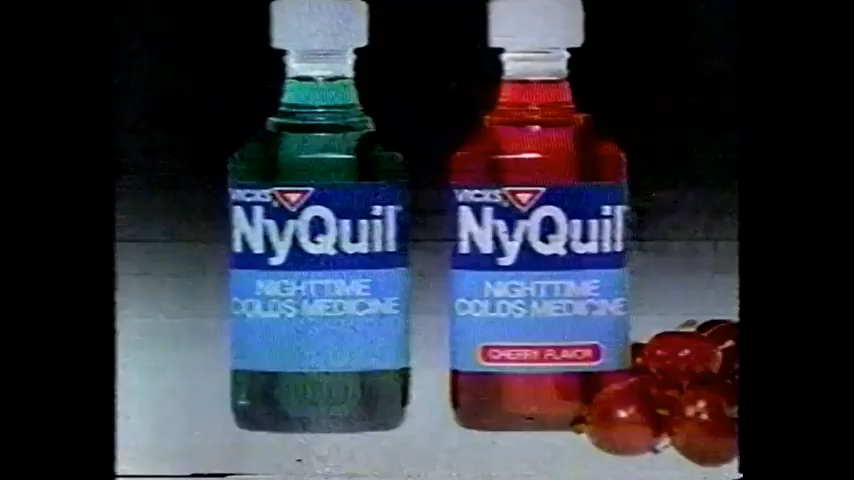 VICKS
NyQuil
NIGHTTIME
COLDS MEDICINE
VICKS
NyQuil
NIGHTTIME
COLDS MEDICINE
CHERRY FLAVOR